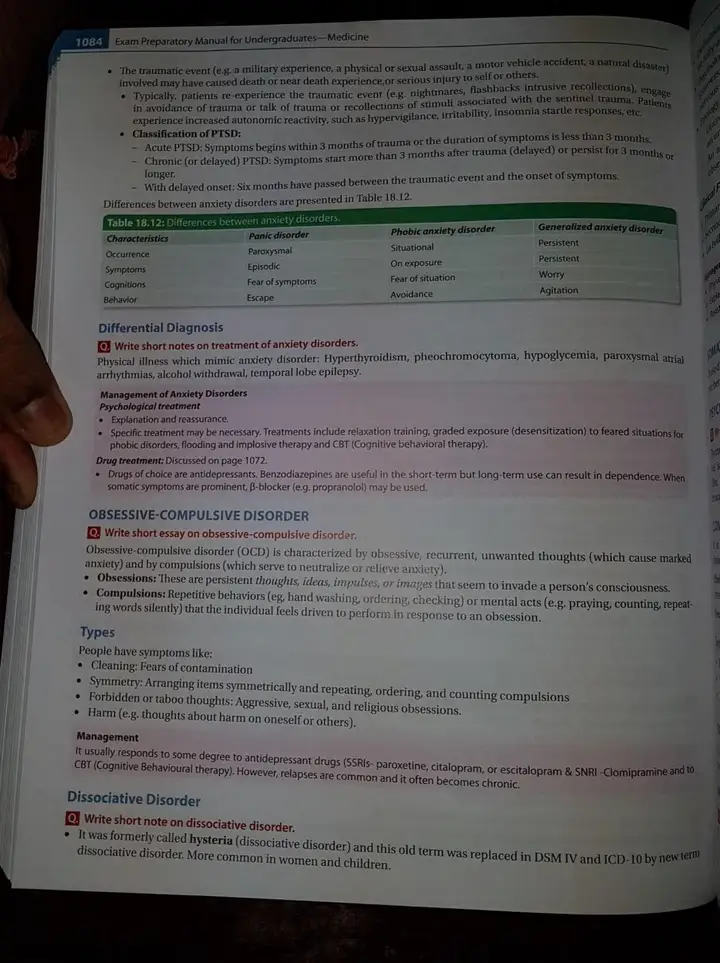 1084 Exam Preparatory Manual for Undergraduates—Medicine
• The traumatic event (e.g. a military experience, a physical or sexual assault, a motor vehicle accident, a natural disaster)
involved may have caused death or near death experience,or serious injury to self or others.
• Typically, patients re-experience the traumatic event (e.g. nightmares, flashbacks intrusive recollections), engage
in avoidance of trauma or talk of trauma or recollections of stimuli associated with the sentinel trauma. Patients
experience increased autonomic reactivity, such as hypervigilance, irritability, insomnia startle responses, etc.
• Classification of PTSD:
– Acute PTSD: Symptoms begins within 3 months of trauma or the duration of symptoms is less than 3 months.
– Chronic (or delayed) PTSD: Symptoms start more than 3 months after trauma (delayed) or persist for 3 months or
longer.
– With delayed onset: Six months have passed between the traumatic event and the onset of symptoms.
Differences between anxiety disorders are presented in Table 18.12.
Table 18.12: Differences between anxiety disorders.
Characteristics Panic disorder Phobic anxiety disorder Generalized anxiety disorder
Occurrence Paroxysmal Situational Persistent
Symptoms Episodic On exposure Persistent
Cognitions Fear of symptoms Fear of situation Worry
Behavior Escape Avoidance Agitation
Differential Diagnosis
Q. Write short notes on treatment of anxiety disorders.
Physical illness which mimic anxiety disorder: Hyperthyroidism, pheochromocytoma, hypoglycemia, paroxysmal atrial
arrhythmias, alcohol withdrawal, temporal lobe epilepsy.
Management of Anxiety Disorders
Psychological treatment
• Explanation and reassurance.
• Specific treatment may be necessary. Treatments include relaxation training, graded exposure (desensitization) to feared situations for
phobic disorders, flooding and implosive therapy and CBT (Cognitive behavioral therapy).
Drug treatment: Discussed on page 1072.
• Drugs of choice are antidepressants. Benzodiazepines are useful in the short-term but long-term use can result in dependence. When
somatic symptoms are prominent, β-blocker (e.g. propranolol) may be used.
OBSESSIVE-COMPULSIVE DISORDER
Q. Write short essay on obsessive-compulsive disorder.
Obsessive-compulsive disorder (OCD) is characterized by obsessive, recurrent, unwanted thoughts (which cause marked
anxiety) and by compulsions (which serve to neutralize or relieve anxiety).
• Obsessions: These are persistent thoughts, ideas, impulses, or images that seem to invade a person's consciousness.
• Compulsions: Repetitive behaviors (eg, hand washing, ordering, checking) or mental acts (e.g. praying, counting, repeat-
ing words silently) that the individual feels driven to perform in response to an obsession.
Types
People have symptoms like:
• Cleaning: Fears of contamination
• Symmetry: Arranging items symmetrically and repeating, ordering, and counting compulsions
• Forbidden or taboo thoughts: Aggressive, sexual, and religious obsessions.
• Harm (e.g. thoughts about harm on oneself or others).
Management
It usually responds to some degree to antidepressant drugs (SSRIs- paroxetine, citalopram, or escitalopram & SNRI -Clomipramine and to
CBT (Cognitive Behavioural therapy). However, relapses are common and it often becomes chronic.
Dissociative Disorder
Q. Write short note on dissociative disorder.
• It was formerly called hysteria (dissociative disorder) and this old term was replaced in DSM IV and ICD-10 by new term
dissociative disorder. More common in women and children.